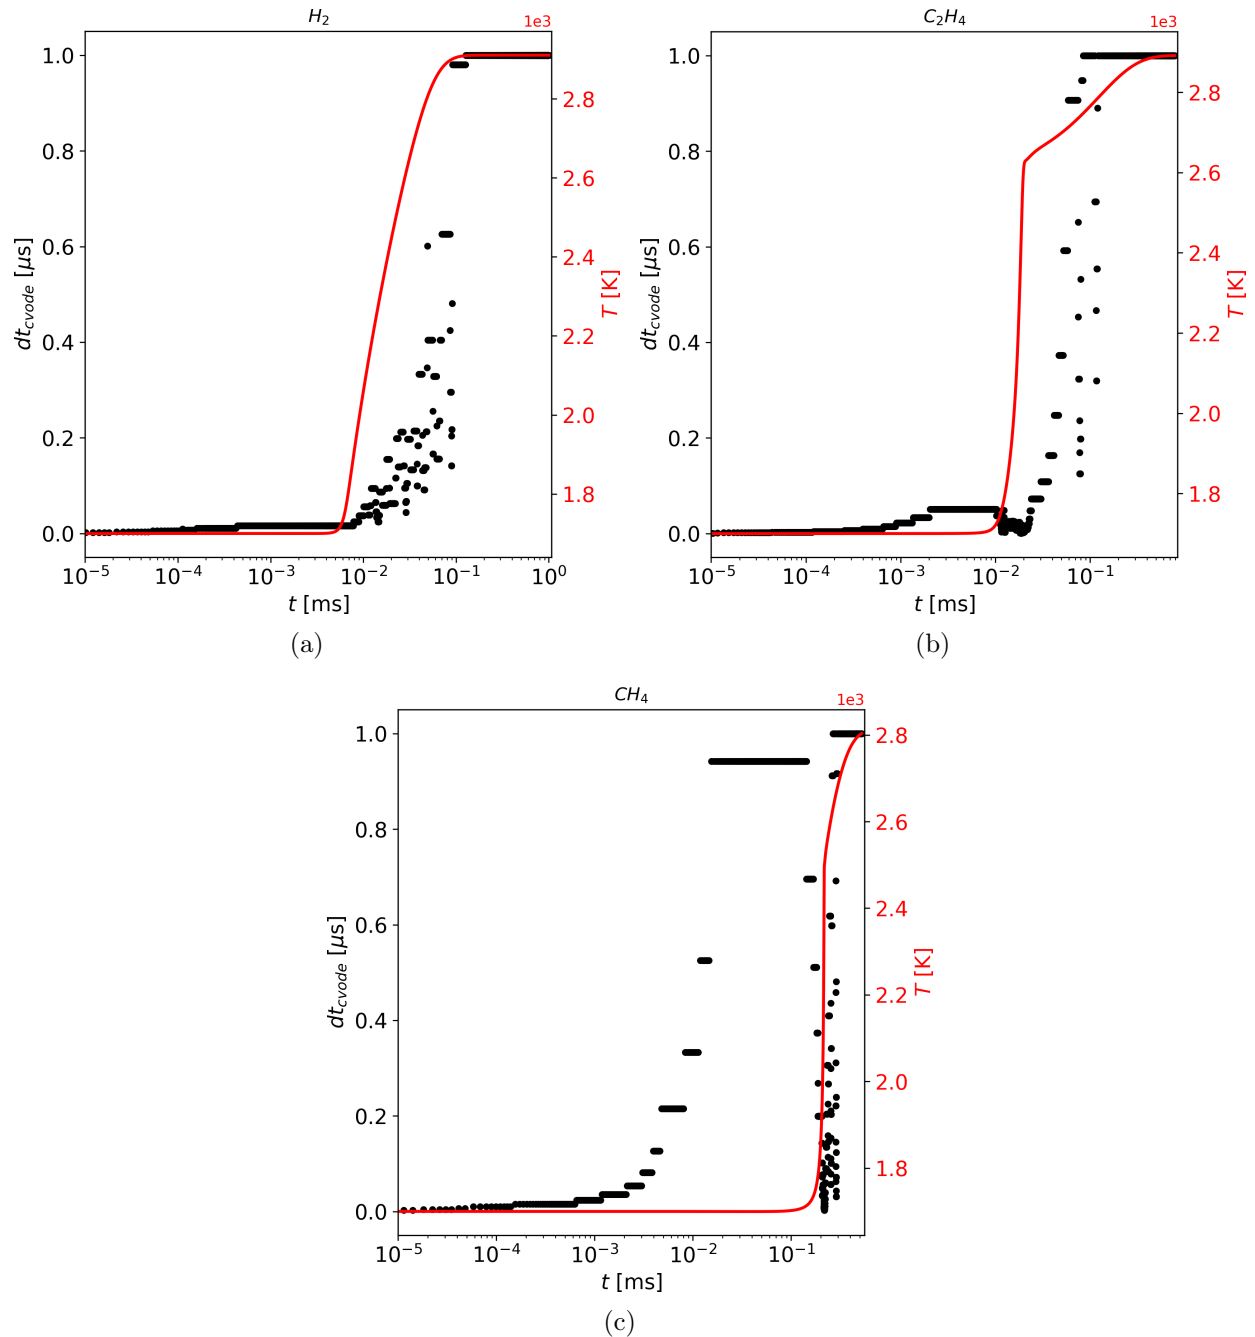 H₂
1e3
1.0
0.8
0.6
0.4
0.2
0.0
dt_cvode [μs]
2.8
2.6
2.4
2.2
2.0
1.8
T [K]
10⁻⁵ 10⁻⁴ 10⁻³ 10⁻² 10⁻¹ 10⁰
t [ms]
(a)
C₂H₄
1e3
1.0
0.8
0.6
0.4
0.2
0.0
dt_cvode [μs]
2.8
2.6
2.4
2.2
2.0
1.8
T [K]
10⁻⁵ 10⁻⁴ 10⁻³ 10⁻² 10⁻¹
t [ms]
(b)
CH₄
1e3
1.0
0.8
0.6
0.4
0.2
0.0
dt_cvode [μs]
2.8
2.6
2.4
2.2
2.0
1.8
T [K]
10⁻⁵ 10⁻⁴ 10⁻³ 10⁻² 10⁻¹
t [ms]
(c)